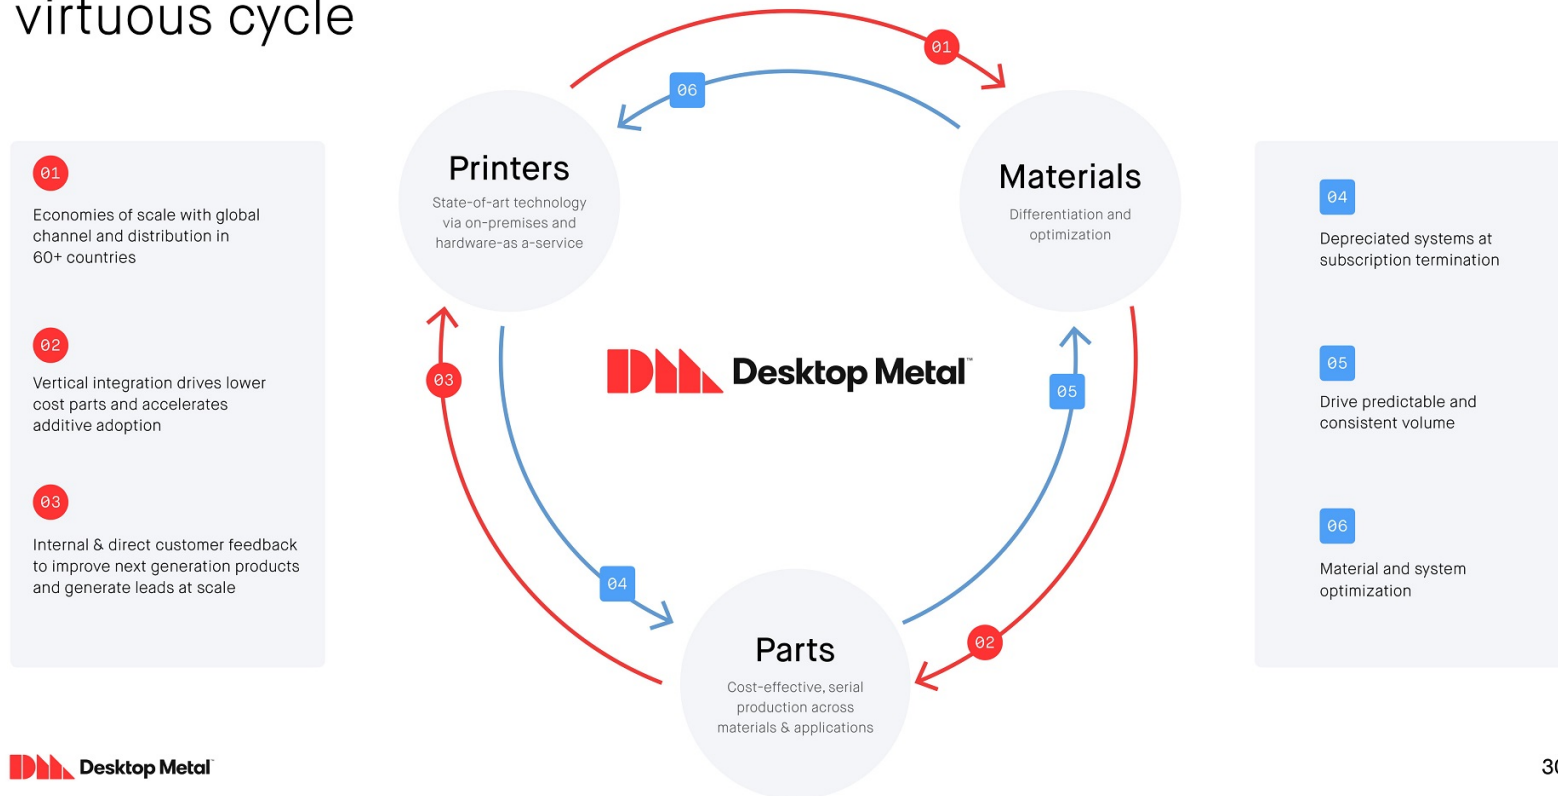 virtuous cycle
01
Economies of scale with global
channel and distribution in
60+ countries
02
Vertical integration drives lower
cost parts and accelerates
additive adoption
03
Internal & direct customer feedback
to improve next generation products
and generate leads at scale
01
06
Printers
State-of-art technology
via on-premises and
hardware-as a-service
Materials
Differentiation and
optimization
Desktop Metal™
03
05
04
02
Parts
Cost-effective, serial
production across
materials & applications
04
Depreciated systems at
subscription termination
05
Drive predictable and
consistent volume
06
Material and system
optimization
Desktop Metal™
30